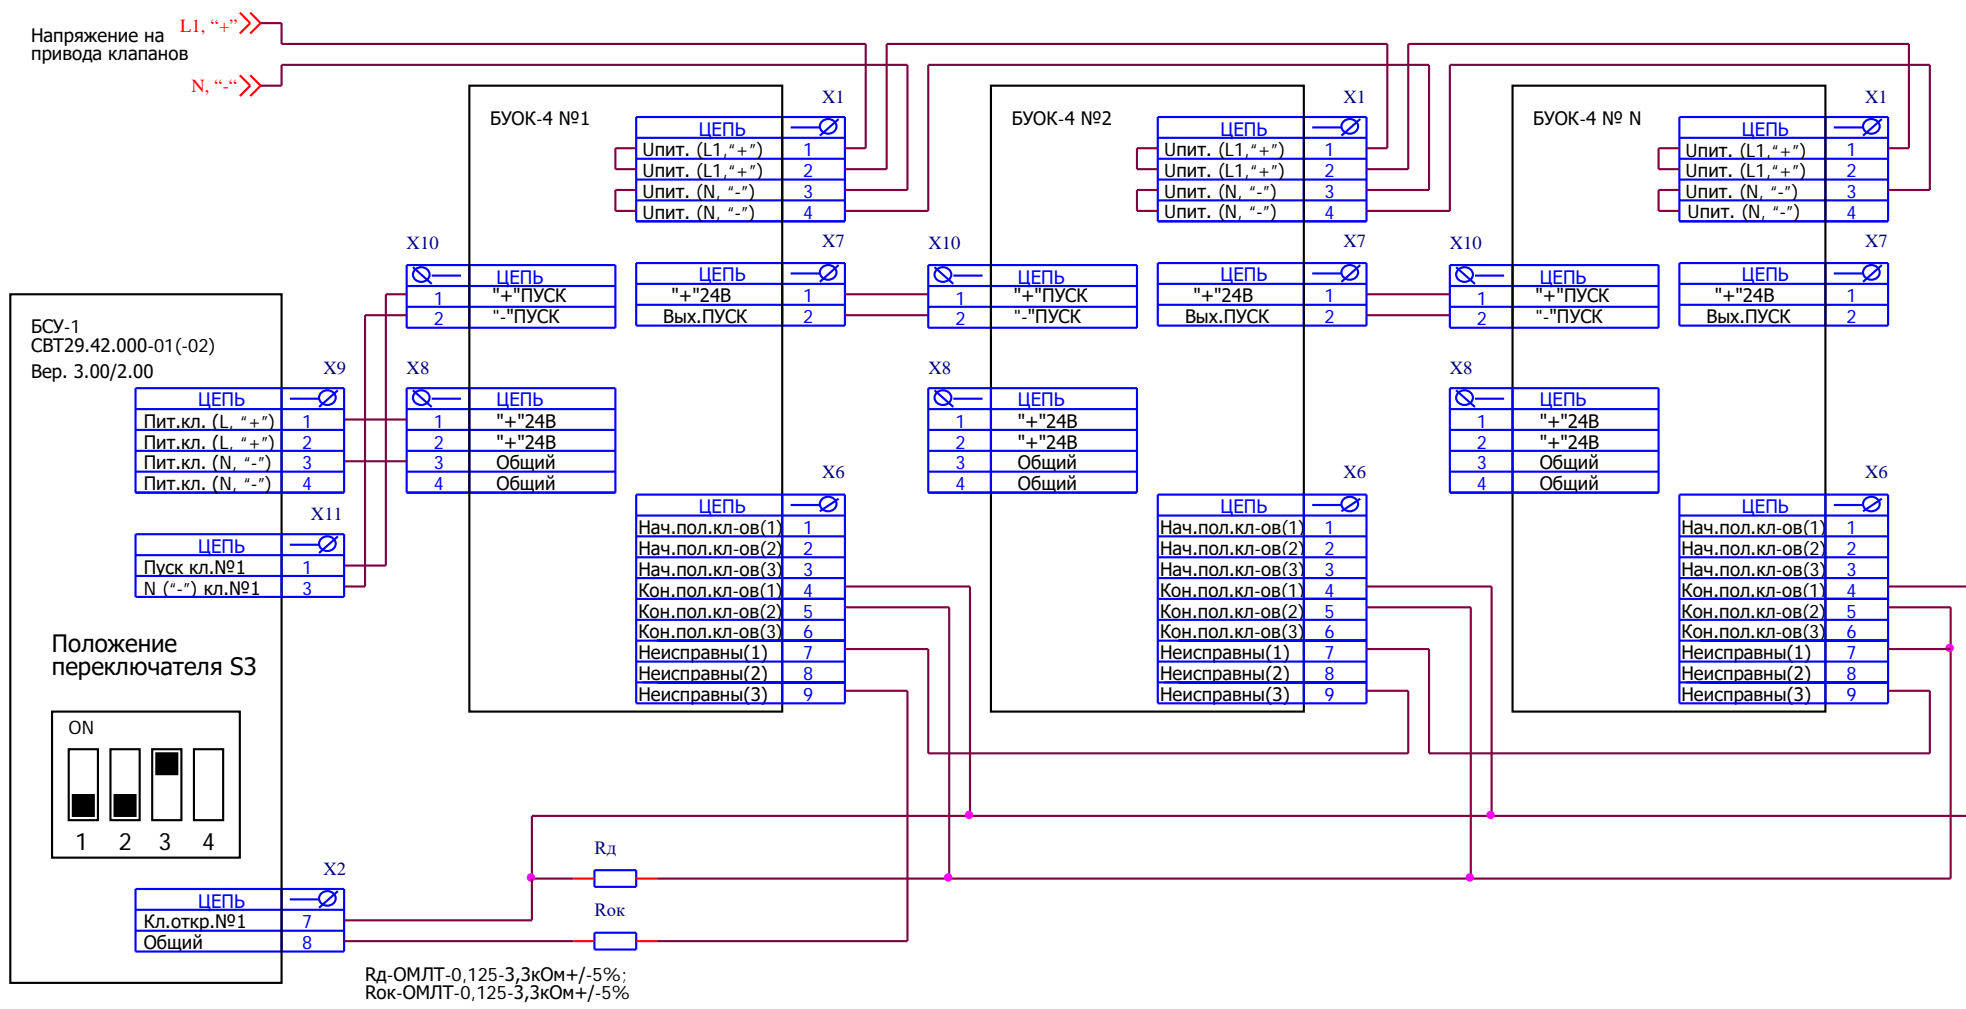 Напряжение на
привода клапанов
L1, “+”
N, “-“
БУОК-4 №1
X1
ЦЕПЬ
Uпит. (L1,“+”) 1
Uпит. (L1,“+”) 2
Uпит. (N, “-”) 3
Uпит. (N, “-”) 4
X10
ЦЕПЬ
1 "+"ПУСК
2 "-"ПУСК
X7
ЦЕПЬ
"+"24В 1
Вых.ПУСК 2
X8
ЦЕПЬ
1 "+"24В
2 "+"24В
3 Общий
4 Общий
X6
ЦЕПЬ
Нач.пол.кл-ов(1) 1
Нач.пол.кл-ов(2) 2
Нач.пол.кл-ов(3) 3
Кон.пол.кл-ов(1) 4
Кон.пол.кл-ов(2) 5
Кон.пол.кл-ов(3) 6
Неисправны(1) 7
Неисправны(2) 8
Неисправны(3) 9
БУОК-4 №2
X1
ЦЕПЬ
Uпит. (L1,“+”) 1
Uпит. (L1,“+”) 2
Uпит. (N, “-”) 3
Uпит. (N, “-”) 4
X10
ЦЕПЬ
1 "+"ПУСК
2 "-"ПУСК
X7
ЦЕПЬ
"+"24В 1
Вых.ПУСК 2
X8
ЦЕПЬ
1 "+"24В
2 "+"24В
3 Общий
4 Общий
X6
ЦЕПЬ
Нач.пол.кл-ов(1) 1
Нач.пол.кл-ов(2) 2
Нач.пол.кл-ов(3) 3
Кон.пол.кл-ов(1) 4
Кон.пол.кл-ов(2) 5
Кон.пол.кл-ов(3) 6
Неисправны(1) 7
Неисправны(2) 8
Неисправны(3) 9
БУОК-4 № N
X1
ЦЕПЬ
Uпит. (L1,“+”) 1
Uпит. (L1,“+”) 2
Uпит. (N, “-”) 3
Uпит. (N, “-”) 4
X10
ЦЕПЬ
1 "+"ПУСК
2 "-"ПУСК
X7
ЦЕПЬ
"+"24В 1
Вых.ПУСК 2
X8
ЦЕПЬ
1 "+"24В
2 "+"24В
3 Общий
4 Общий
X6
ЦЕПЬ
Нач.пол.кл-ов(1) 1
Нач.пол.кл-ов(2) 2
Нач.пол.кл-ов(3) 3
Кон.пол.кл-ов(1) 4
Кон.пол.кл-ов(2) 5
Кон.пол.кл-ов(3) 6
Неисправны(1) 7
Неисправны(2) 8
Неисправны(3) 9
БСУ-1
СВТ29.42.000-01(-02)
Вер. 3.00/2.00
X9
ЦЕПЬ
Пит.кл. (L, “+”) 1
Пит.кл. (L, “+”) 2
Пит.кл. (N, “-”) 3
Пит.кл. (N, “-”) 4
X11
ЦЕПЬ
Пуск кл.№1 1
N (“-”) кл.№1 3
Положение
переключателя S3
ON
1 2 3 4
X2
ЦЕПЬ
Кл.откр.№1 7
Общий 8
Rд
Rок
Rд-ОМЛТ-0,125-3,3кОм+/-5%;
Rок-ОМЛТ-0,125-3,3кОм+/-5%